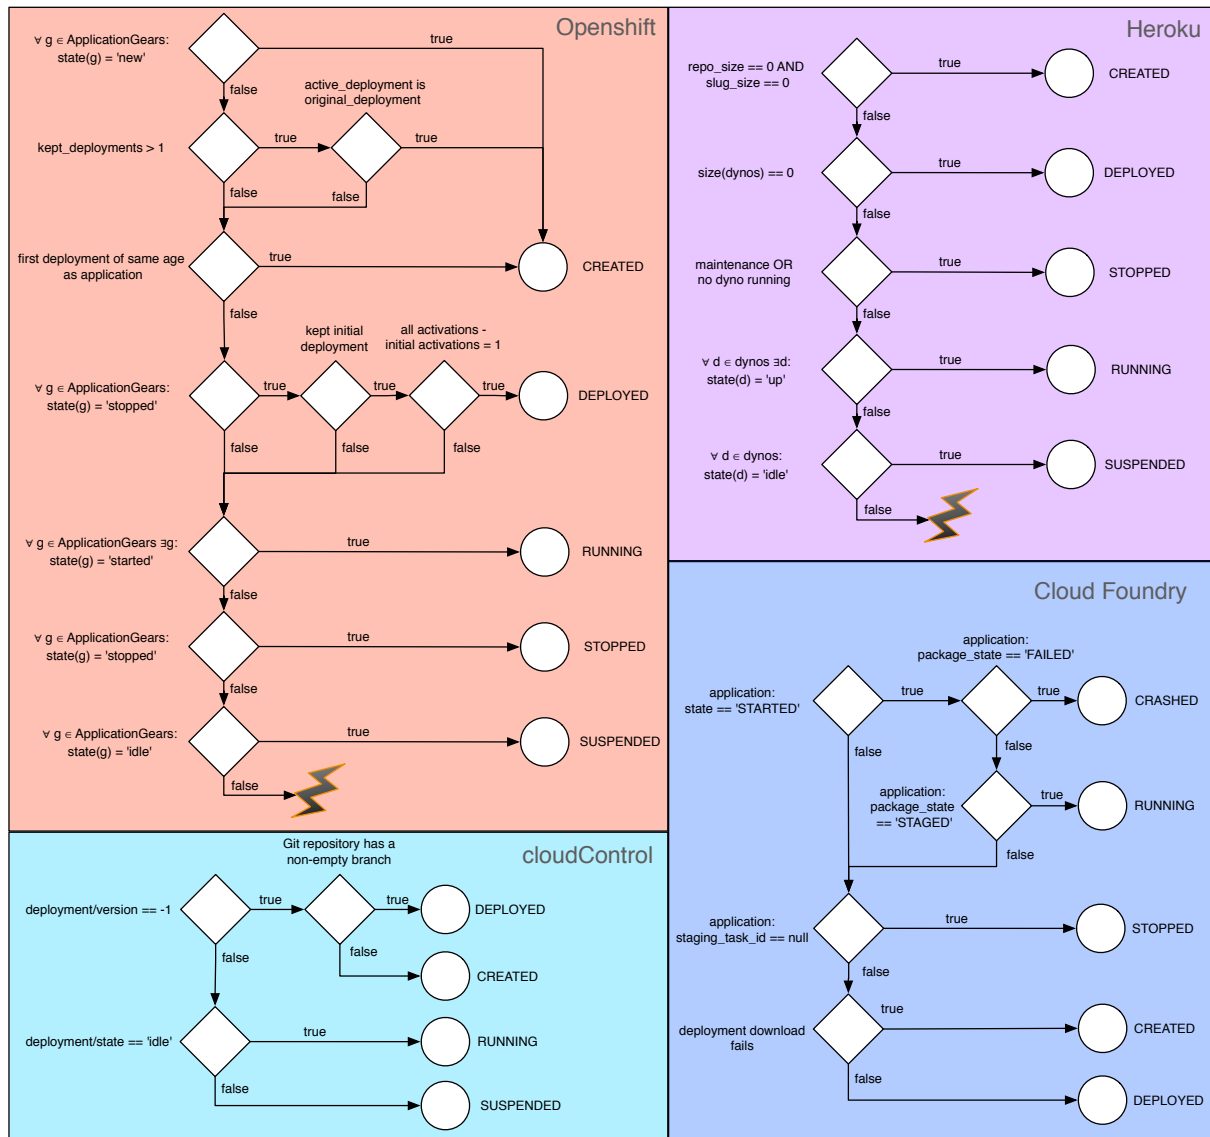 Openshift
∀ g ∈ ApplicationGears:
state(g) = 'new'
true
false
active_deployment is
original_deployment
kept_deployments > 1
true
true
false
false
first deployment of same age
as application
true
CREATED
false
kept initial
deployment
all activations -
initial activations = 1
∀ g ∈ ApplicationGears:
state(g) = 'stopped'
true
true
true
DEPLOYED
false
false
false
∀ g ∈ ApplicationGears ∃g:
state(g) = 'started'
true
RUNNING
false
∀ g ∈ ApplicationGears:
state(g) = 'stopped'
true
STOPPED
false
∀ g ∈ ApplicationGears:
state(g) = 'idle'
true
SUSPENDED
false
Heroku
repo_size == 0 AND
slug_size == 0
true
CREATED
false
size(dynos) == 0
true
DEPLOYED
false
maintenance OR
no dyno running
true
STOPPED
false
∀ d ∈ dynos ∃d:
state(d) = 'up'
true
RUNNING
false
∀ d ∈ dynos:
state(d) = 'idle'
true
SUSPENDED
false
cloudControl
Git repository has a
non-empty branch
deployment/version == -1
true
true
DEPLOYED
false
false
CREATED
deployment/state == 'idle'
true
RUNNING
false
SUSPENDED
Cloud Foundry
application:
package_state == 'FAILED'
application:
state == 'STARTED'
true
true
CRASHED
false
false
application:
package_state
== 'STAGED'
true
RUNNING
false
application:
staging_task_id == null
true
STOPPED
false
deployment download
fails
true
CREATED
false
DEPLOYED